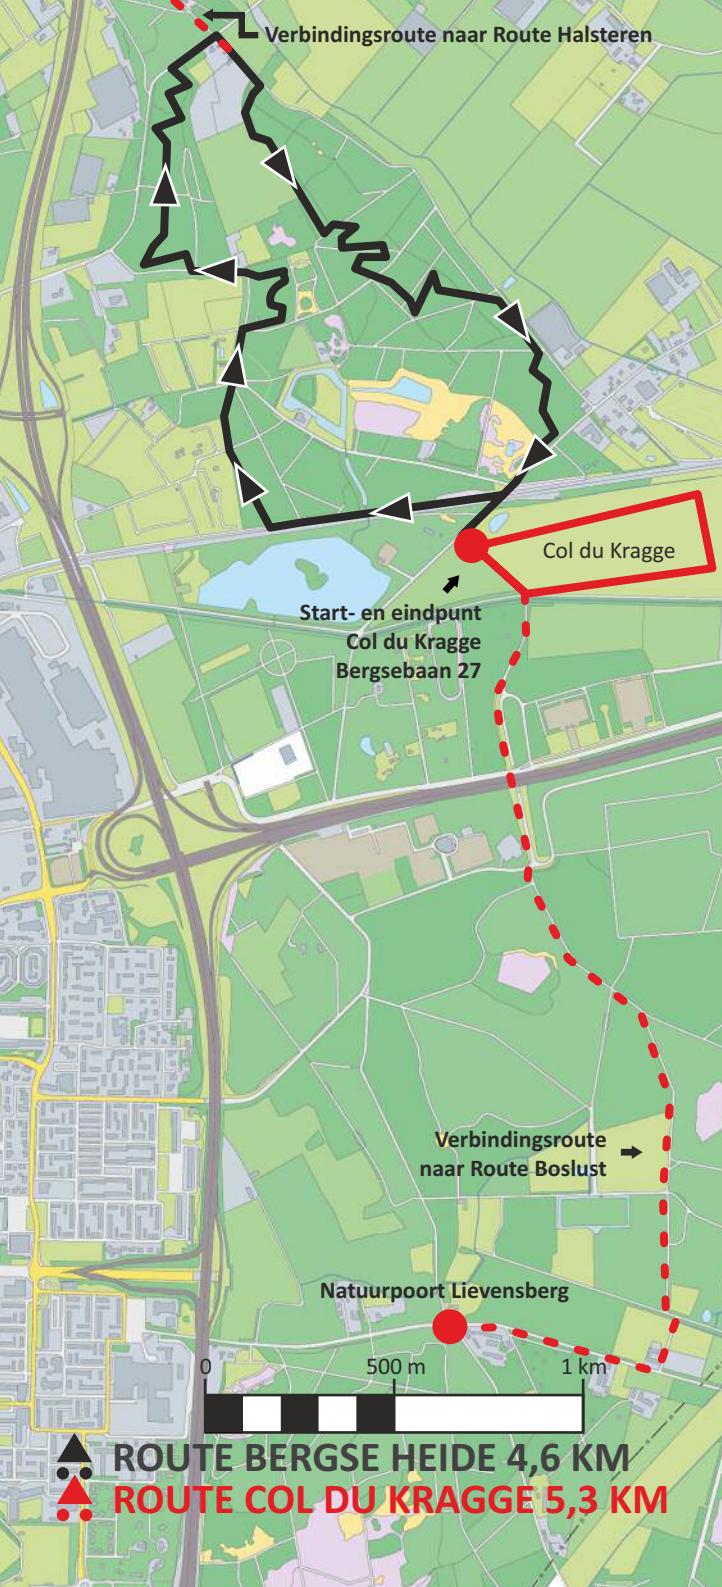 Verbindingsroute naar Route Halsteren
Col du Kragge
Start- en eindpunt
Col du Kragge
Bergsebaan 27
Verbindingsroute
naar Route Boslust
Natuurpoort Lievensberg
0 500 m 1 km
ROUTE BERGSE HEIDE 4,6 KM
ROUTE COL DU KRAGGE 5,3 KM